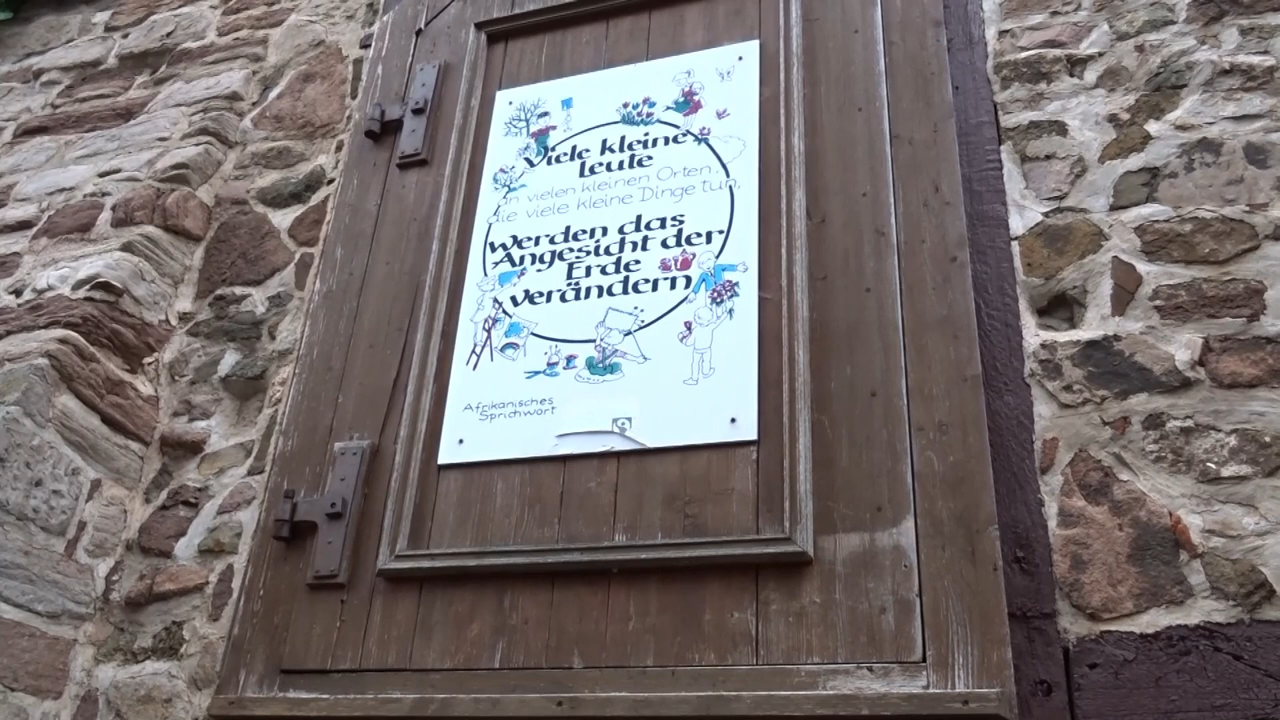 Viele kleine
Leute
in vielen kleinen Orten,
die viele kleine Dinge tun,
werden das
Angesicht der
Erde
verändern
Afrikanisches
Sprichwort